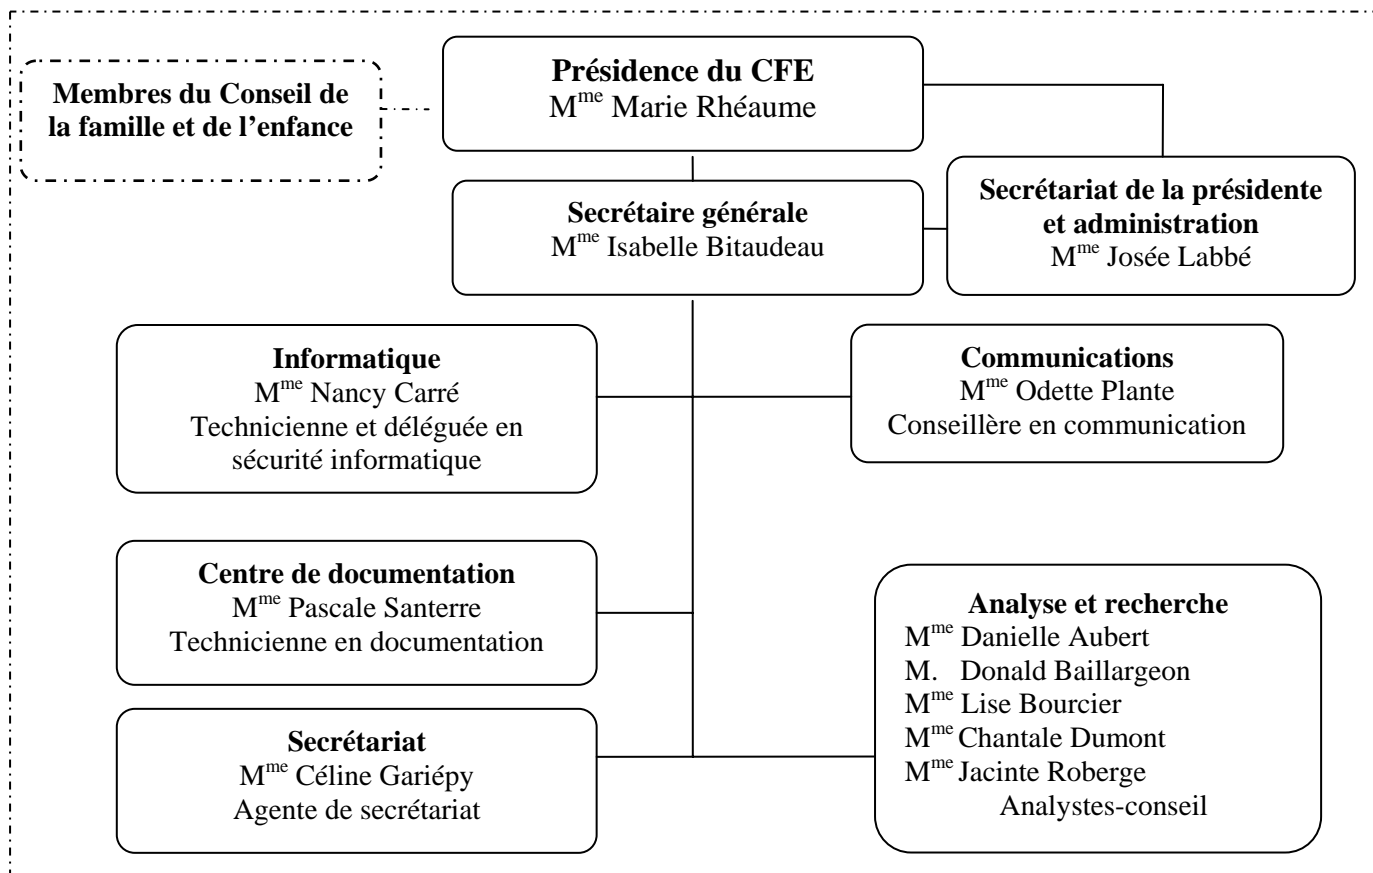 Présidence du CFE
Mme Marie Rhéaume
Membres du Conseil de
la famille et de l’enfance
Secrétaire générale
Mme Isabelle Bitaudeau
Secrétariat de la présidente
et administration
Mme Josée Labbé
Informatique
Mme Nancy Carré
Technicienne et déléguée en
sécurité informatique
Communications
Mme Odette Plante
Conseillère en communication
Centre de documentation
Mme Pascale Santerre
Technicienne en documentation
Analyse et recherche
Mme Danielle Aubert
M. Donald Baillargeon
Mme Lise Bourcier
Mme Chantale Dumont
Mme Jacinte Roberge
Analystes-conseil
Secrétariat
Mme Céline Gariépy
Agente de secrétariat